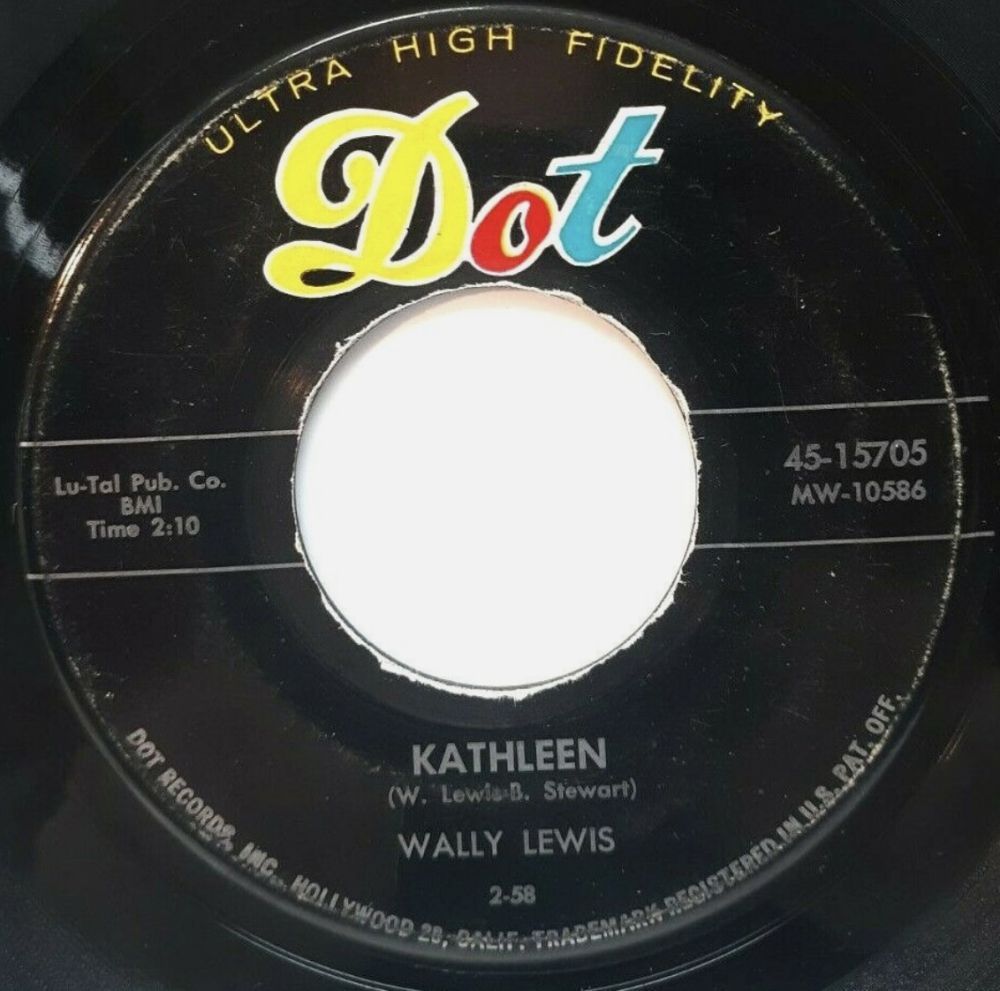 ULTRA HIGH FIDELITY
Dot
Lu-Tal Pub. Co.
BMI
Time 2:10
45-15705
MW-10586
KATHLEEN
(W. Lewis-B. Stewart)
WALLY LEWIS
2-58
DOT RECORDS, INC., HOLLYWOOD 28, CALIF. TRADEMARK REGISTERED IN U.S. PAT. OFF.